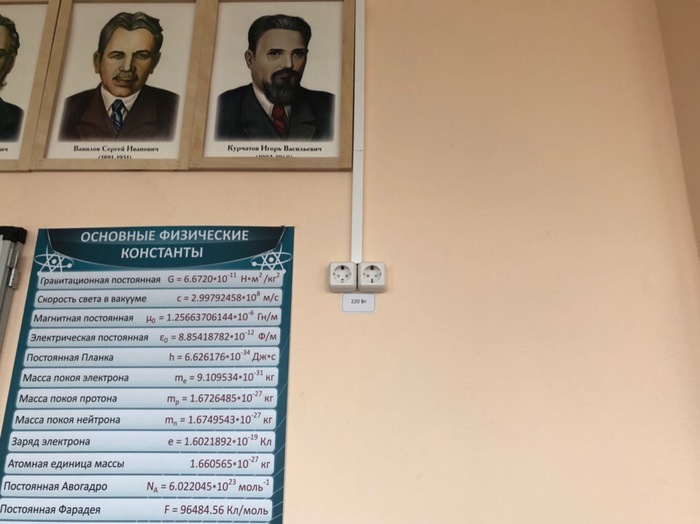 ич
Вавилов Сергей Иванович
(1891-1951)
Курчатов Игорь Васильевич
ОСНОВНЫЕ ФИЗИЧЕСКИЕ
КОНСТАНТЫ
Гравитационная постоянная G = 6.6720•10⁻¹¹ Н•м²/кг²
Скорость света в вакууме c = 2.99792458•10⁸ м/с
Магнитная постоянная μ₀ = 1.25663706144•10⁻⁶ Гн/м
Электрическая постоянная ε₀ = 8.85418782•10⁻¹² Ф/м
Постоянная Планка h = 6.626176•10⁻³⁴ Дж•с
Масса покоя электрона mₑ = 9.109534•10⁻³¹ кг
Масса покоя протона mₚ = 1.6726485•10⁻²⁷ кг
Масса покоя нейтрона mₙ = 1.6749543•10⁻²⁷ кг
Заряд электрона e = 1.6021892•10⁻¹⁹ Кл
Атомная единица массы 1.660565•10⁻²⁷ кг
Постоянная Авогадро N_A = 6.022045•10²³ моль⁻¹
Постоянная Фарадея F = 96484.56 Кл/моль
220 Вт